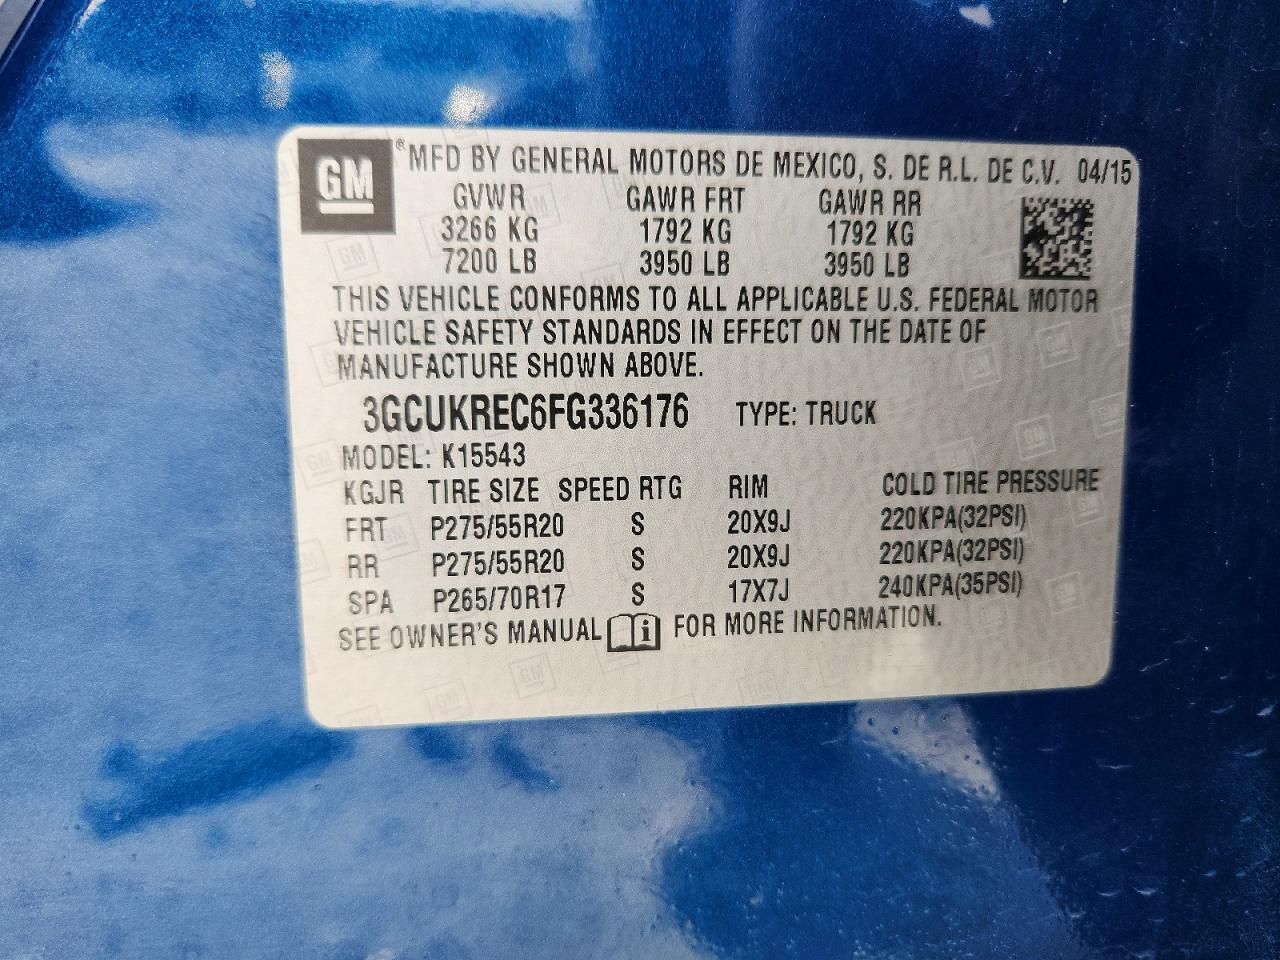 GM ® MFD BY GENERAL MOTORS DE MEXICO, S. DE R.L. DE C.V. 04/15
GVWR GAWR FRT GAWR RR
3266 KG 1792 KG 1792 KG
7200 LB 3950 LB 3950 LB
THIS VEHICLE CONFORMS TO ALL APPLICABLE U.S. FEDERAL MOTOR
VEHICLE SAFETY STANDARDS IN EFFECT ON THE DATE OF
MANUFACTURE SHOWN ABOVE.
3GCUKREC6FG336176 TYPE: TRUCK
MODEL: K15543
KGJR TIRE SIZE SPEED RTG RIM COLD TIRE PRESSURE
FRT P275/55R20 S 20X9J 220KPA(32PSI)
RR P275/55R20 S 20X9J 220KPA(32PSI)
SPA P265/70R17 S 17X7J 240KPA(35PSI)
SEE OWNER'S MANUAL i FOR MORE INFORMATION.